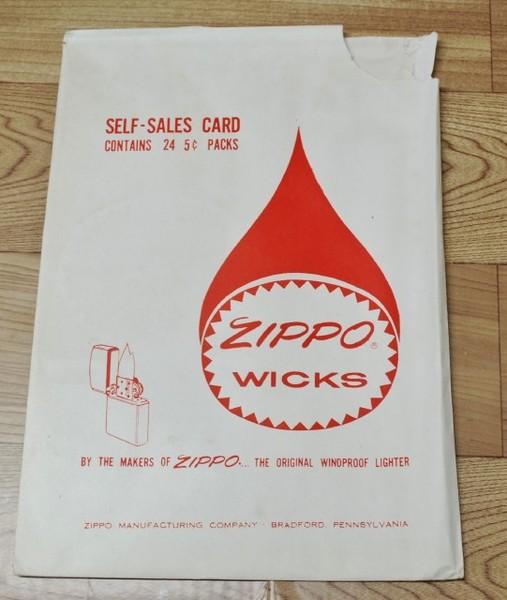 SELF-SALES CARD
CONTAINS 24 5¢ PACKS
ZIPPO®
WICKS
BY THE MAKERS OF ZIPPO... THE ORIGINAL WINDPROOF LIGHTER
ZIPPO MANUFACTURING COMPANY · BRADFORD, PENNSYLVANIA